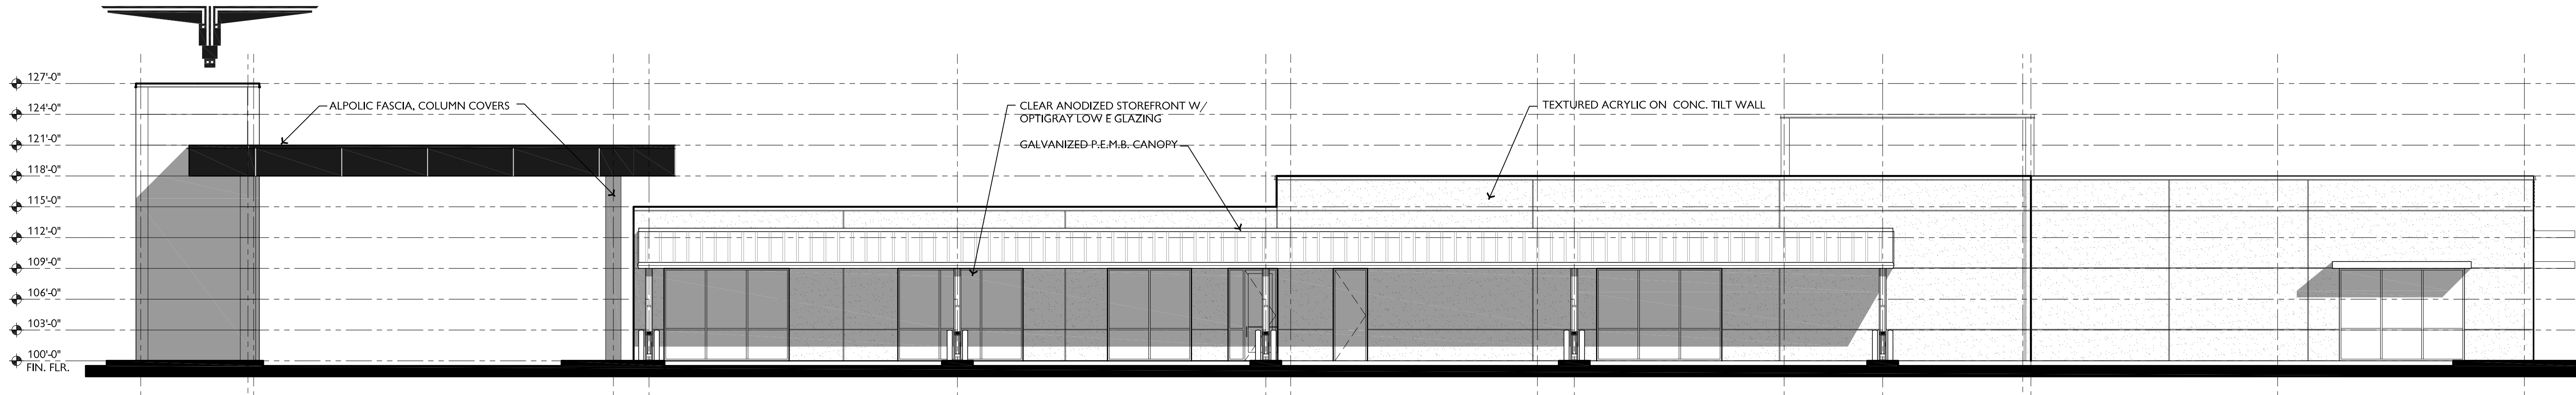 127'-0"
124'-0"
121'-0"
118'-0"
115'-0"
112'-0"
109'-0"
106'-0"
103'-0"
100'-0"
FIN. FLR.
ALPOLIC FASCIA, COLUMN COVERS
CLEAR ANODIZED STOREFRONT W/
OPTIGRAY LOW E GLAZING
GALVANIZED P.E.M.B. CANOPY
TEXTURED ACRYLIC ON CONC. TILT WALL